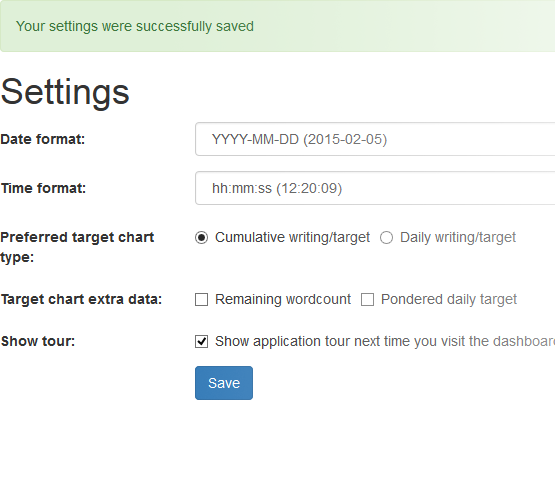 Your settings were successfully saved
Settings
Date format: YYYY-MM-DD (2015-02-05)
Time format: hh:mm:ss (12:20:09)
Preferred target chart Cumulative writing/target Daily writing/target
type:
Target chart extra data: Remaining wordcount Pondered daily target
Show tour: Show application tour next time you visit the dashboar
Save